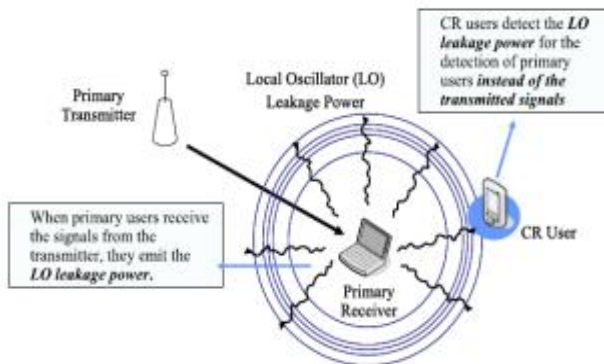 CR users detect the LO
leakage power for the
detection of primary
users instead of the
transmitted signals
Local Oscillator (LO)
Leakage Power
Primary
Transmitter
When primary users receive
the signals from the
transmitter, they emit the
LO leakage power.
CR User
Primary
Receiver